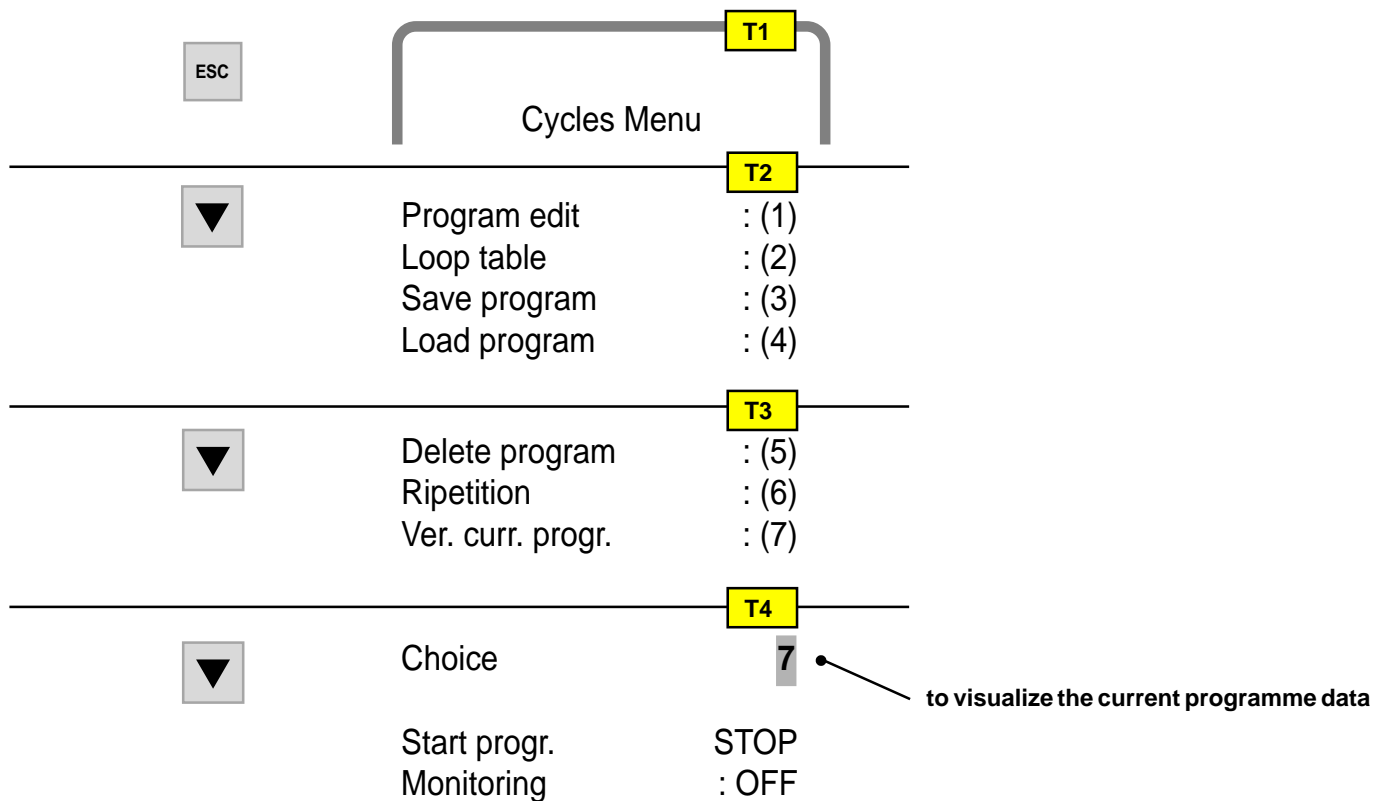 T1
ESC
Cycles Menu
T2
▼
Program edit : (1)
Loop table : (2)
Save program : (3)
Load program : (4)
T3
▼
Delete program : (5)
Ripetition : (6)
Ver. curr. progr. : (7)
T4
▼
Choice 7
to visualize the current programme data
Start progr. STOP
Monitoring : OFF